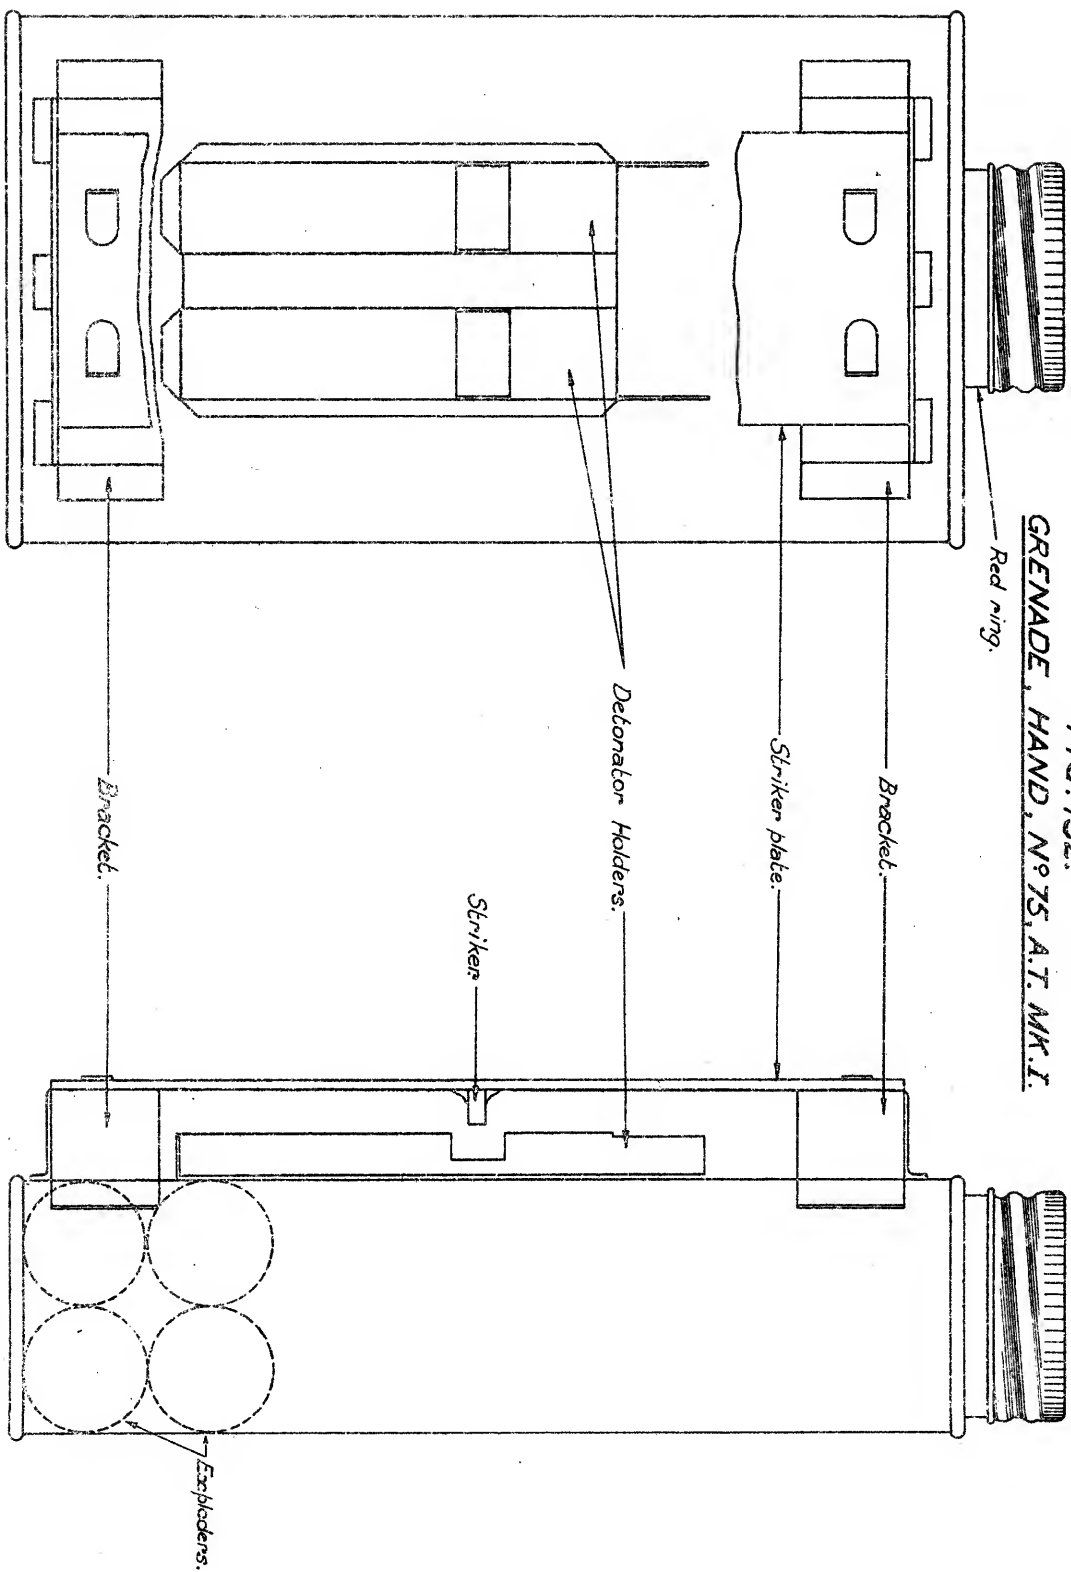 GRENADE, HAND, Nº 75, A.T. MK. I.
Red ring.
Bracket.
Striker plate.
Detonator Holders.
Striker.
Bracket.
Exploders.